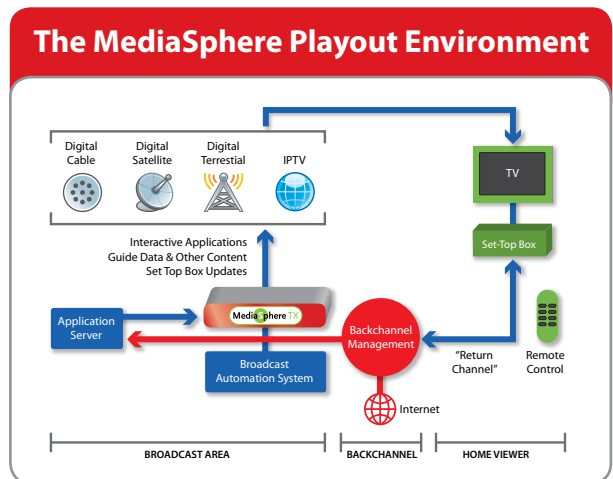 The MediaSphere Playout Environment
Digital
Cable
Digital
Satellite
Digital
Terrestial
IPTV
TV
Interactive Applications
Guide Data & Other Content
Set Top Box Updates
Set-Top Box
MediaSphere TX
Application
Server
Backchannel
Management
Broadcast
Automation System
"Return
Channel"
Remote
Control
Internet
BROADCAST AREA
BACKCHANNEL
HOME VIEWER